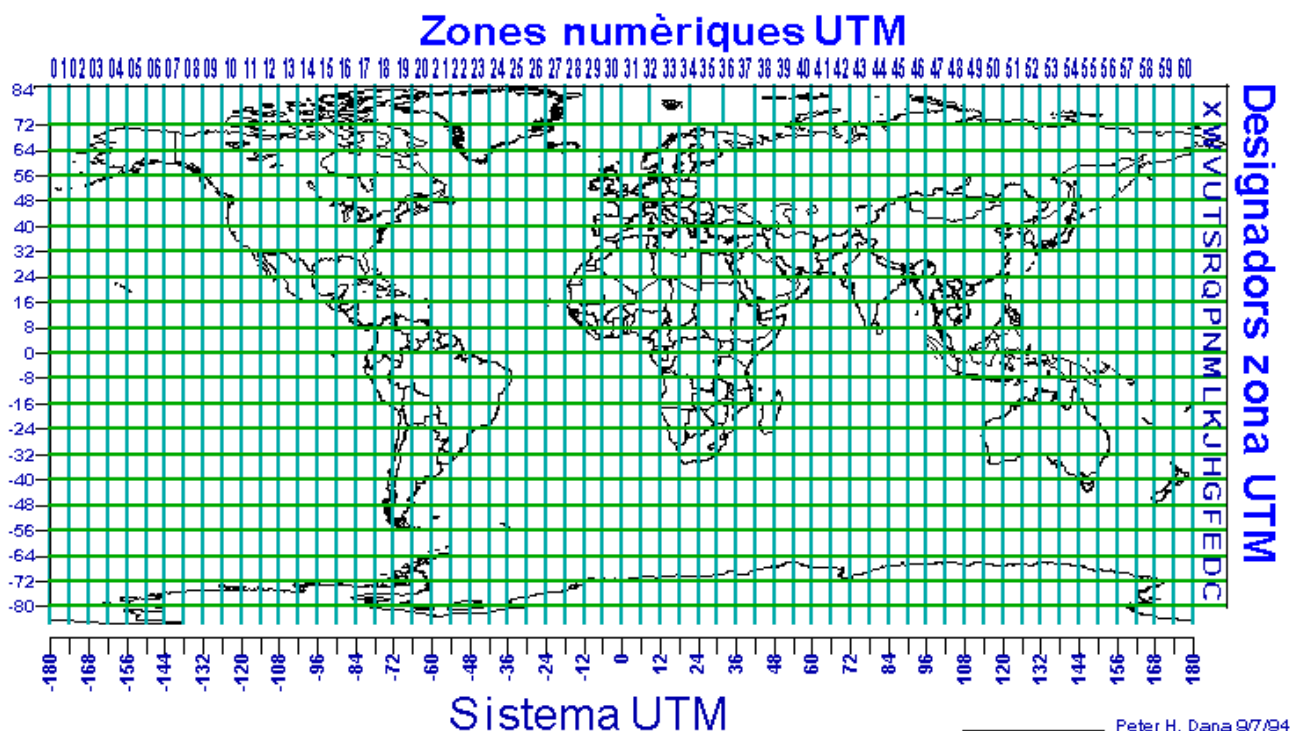 Zones numèriques UTM
01 02 03 04 05 06 07 08 09 10 11 12 13 14 15 16 17 18 19 20 21 22 23 24 25 26 27 28 29 30 31 32 33 34 35 36 37 38 39 40 41 42 43 44 45 46 47 48 49 50 51 52 53 54 55 56 57 58 59 60
84
72
64
56
48
40
32
24
16
8
0
-8
-16
-24
-32
-40
-48
-56
-64
-72
-80
X
W
V
U
T
S
R
Q
P
N
M
L
K
J
H
G
F
E
D
C
Designadors zona UTM
-180 -168 -156 -144 -132 -120 -108 -96 -84 -72 -60 -48 -36 -24 -12 0 12 24 36 48 60 72 84 96 108 120 132 144 156 168 180
Sistema UTM
Peter H. Dana 9/7/94